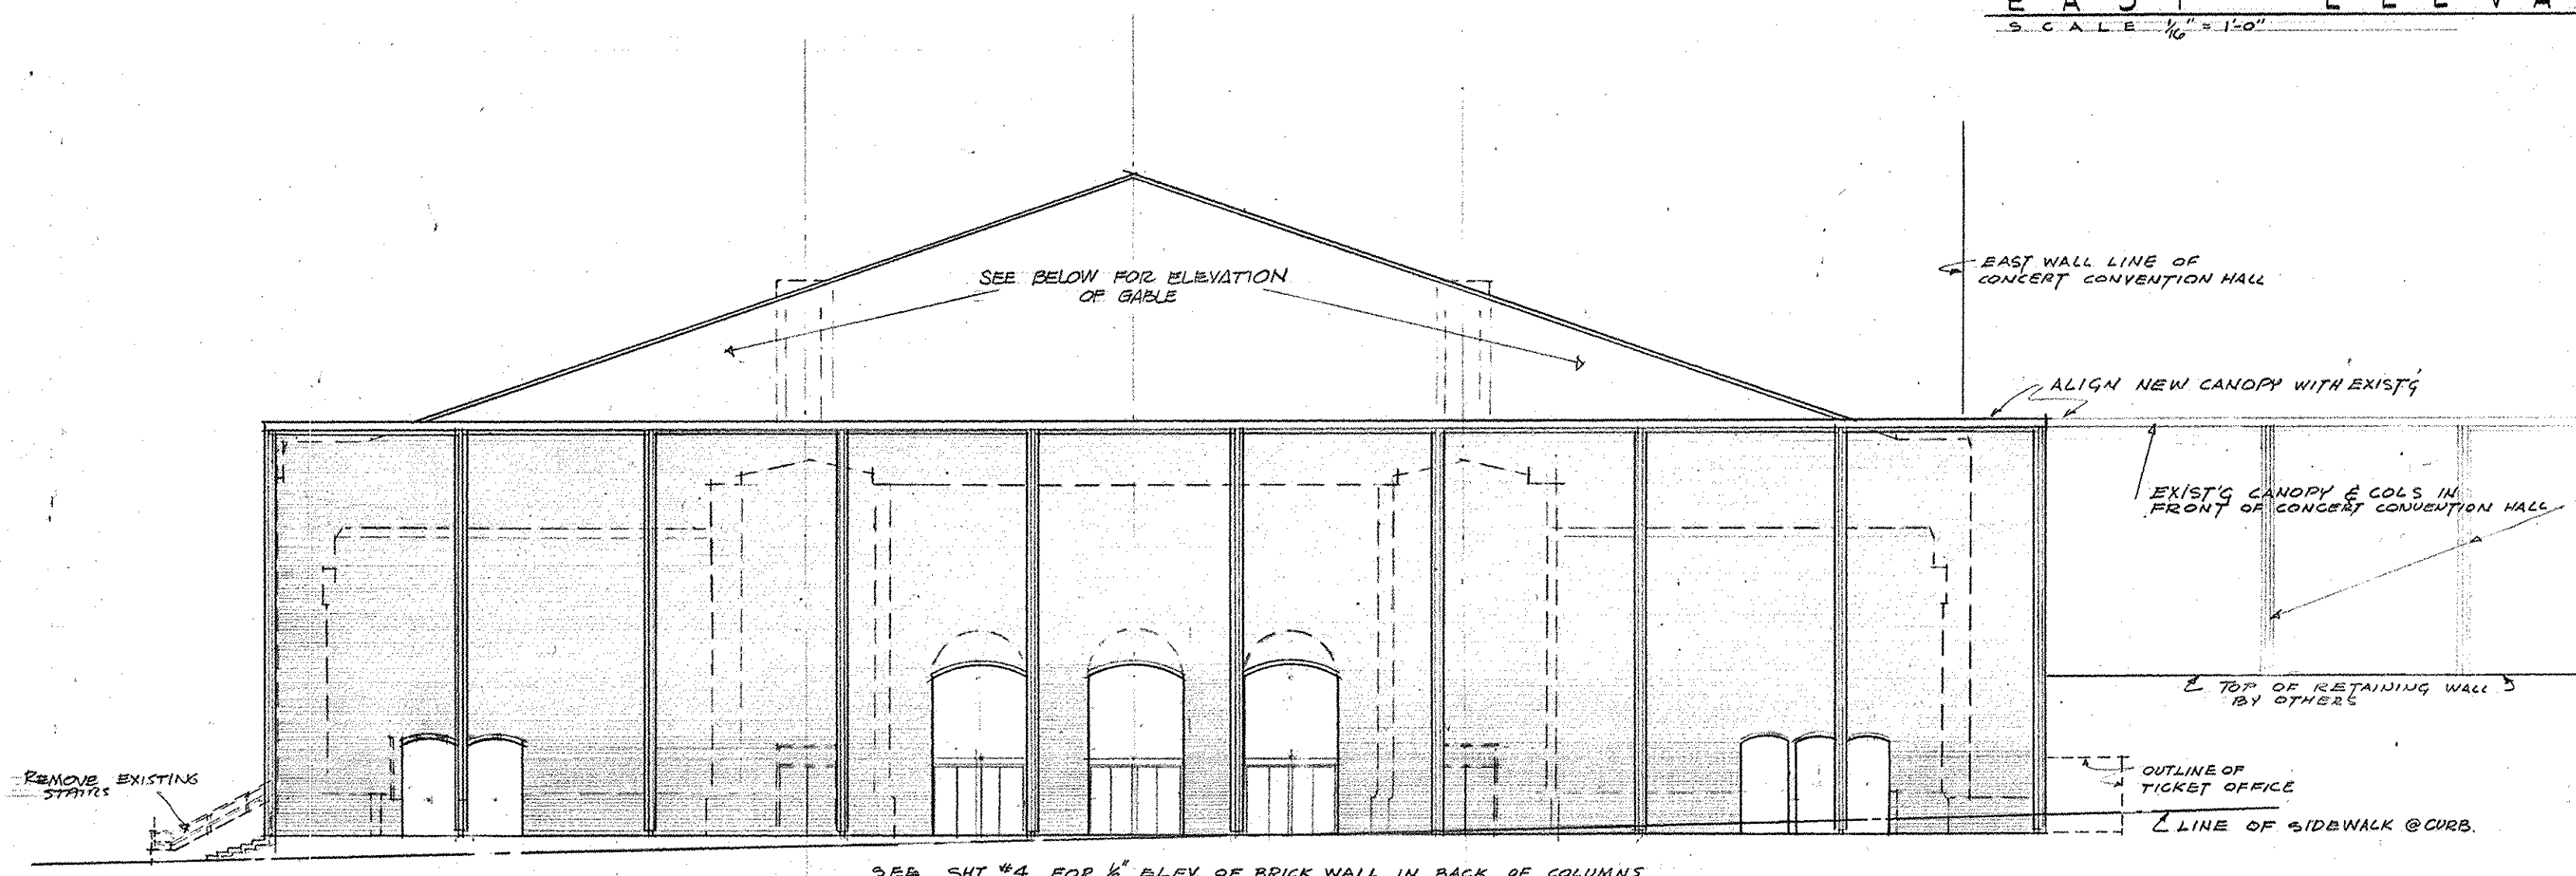 EAST ELEVA
SCALE 1/16" = 1'-0"
SEE BELOW FOR ELEVATION
OF GABLE
EAST WALL LINE OF
CONCERT CONVENTION HALL
ALIGN NEW CANOPY WITH EXIST'G
EXIST'G CANOPY & COLS IN
FRONT OF CONCERT CONVENTION HALL
TOP OF RETAINING WALL
BY OTHERS
REMOVE EXISTING
STAIRS
OUTLINE OF
TICKET OFFICE
LINE OF SIDEWALK @ CURB.
SEE SHT #4 FOR 1/8" ELEV OF BRICK WALL IN BACK OF COLUMNS